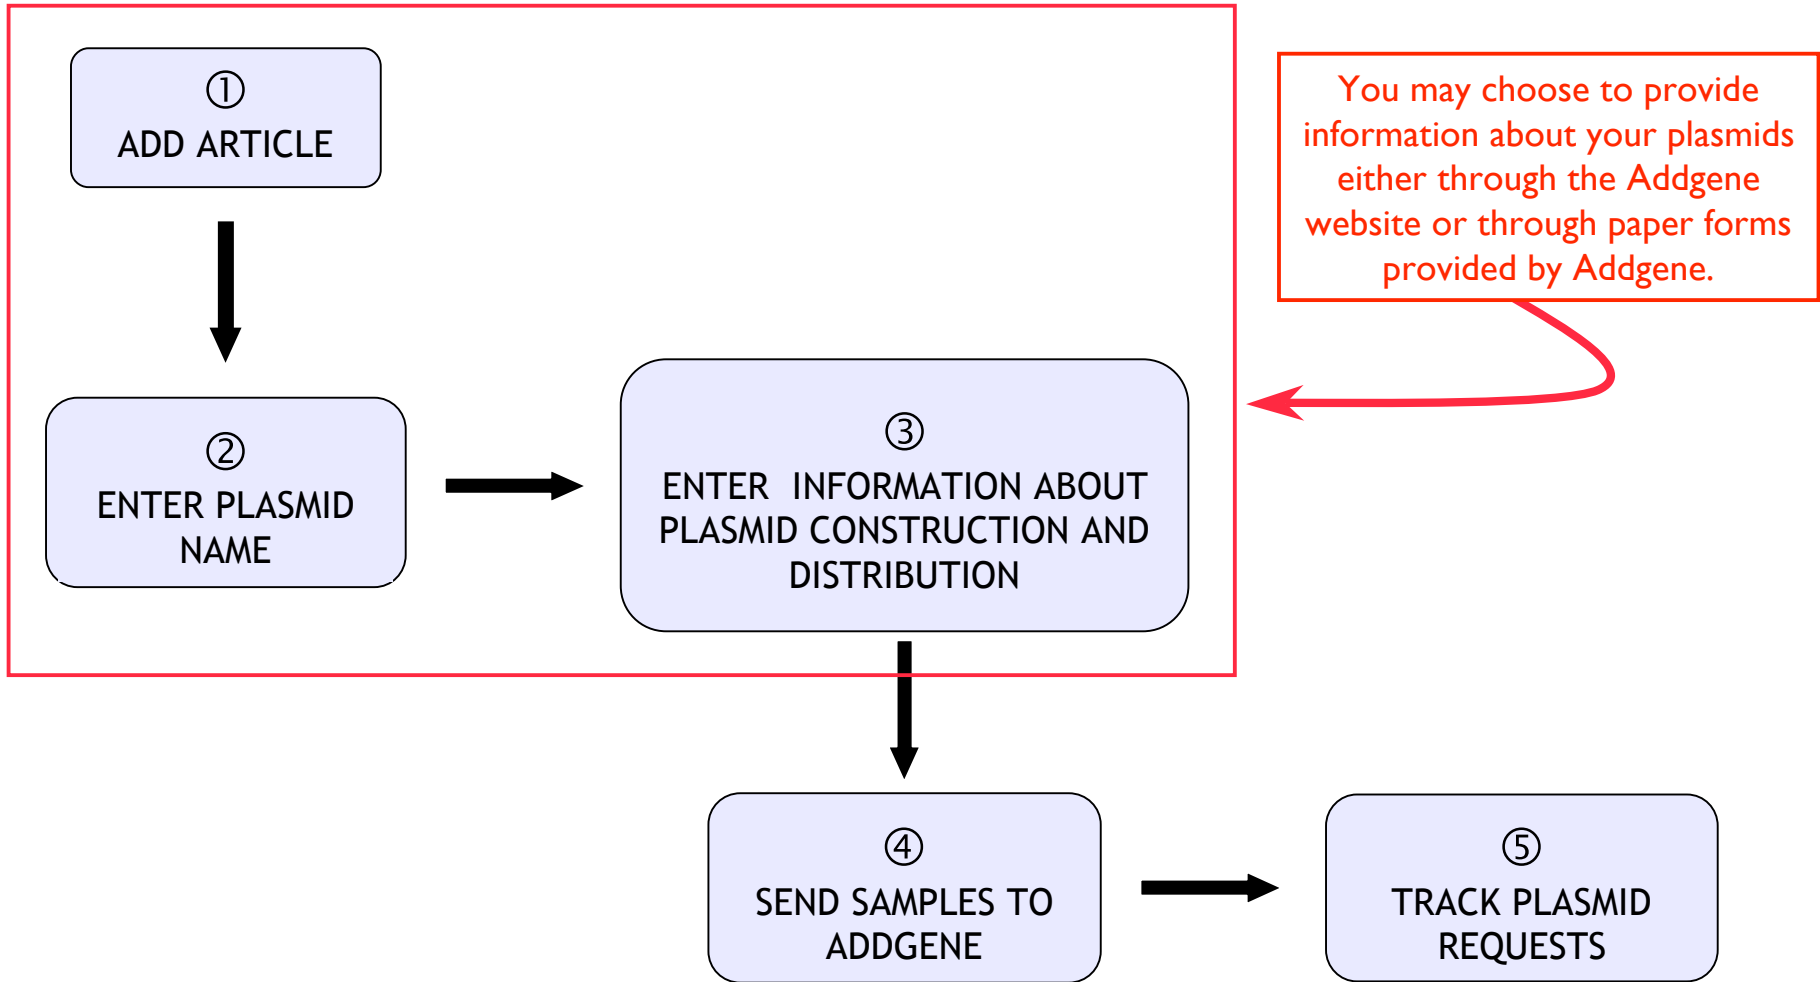 ①
ADD ARTICLE
You may choose to provide
information about your plasmids
either through the Addgene
website or through paper forms
provided by Addgene.
②
ENTER PLASMID
NAME
③
ENTER  INFORMATION ABOUT
PLASMID CONSTRUCTION AND
DISTRIBUTION
④
SEND SAMPLES TO
ADDGENE
⑤
TRACK PLASMID
REQUESTS